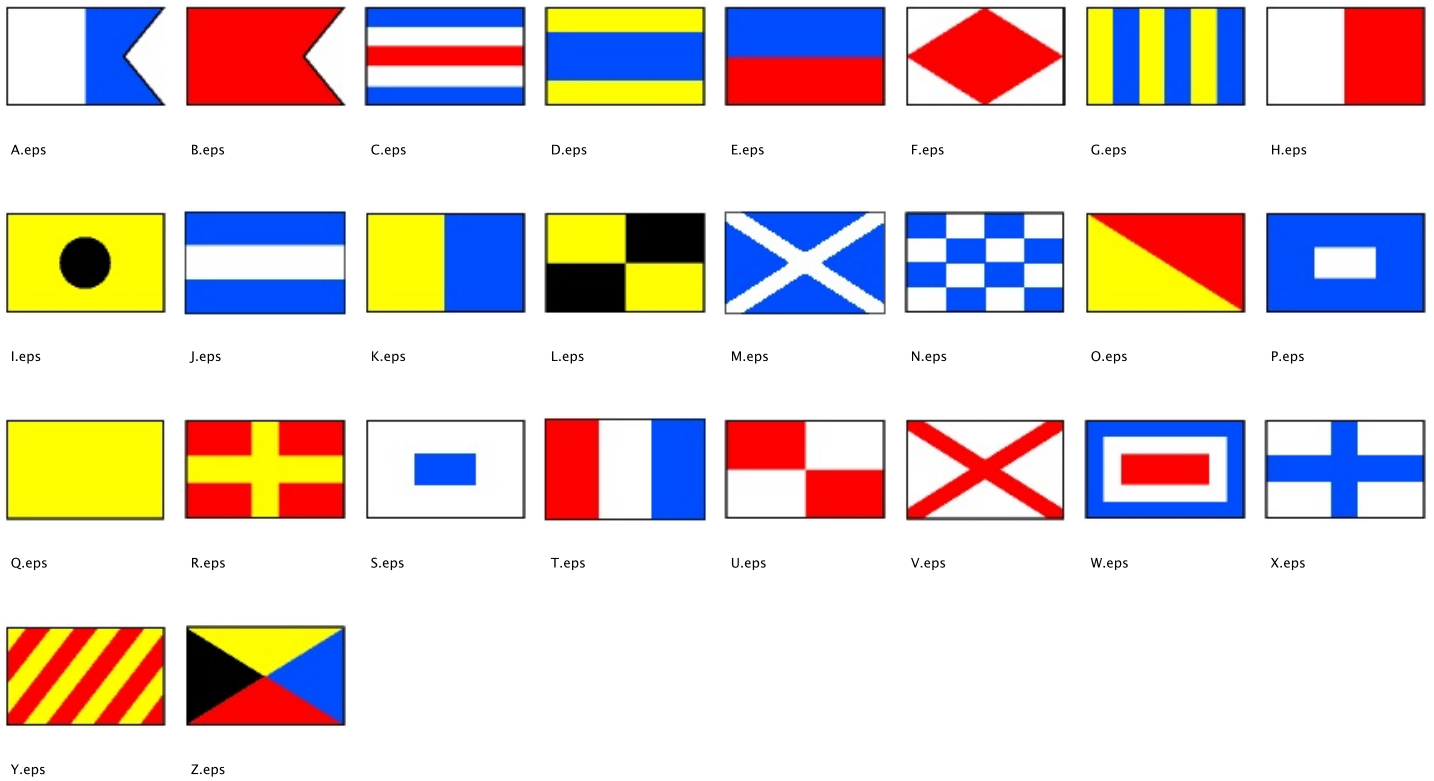 A.eps B.eps C.eps D.eps E.eps F.eps G.eps H.eps
I.eps J.eps K.eps L.eps M.eps N.eps O.eps P.eps
Q.eps R.eps S.eps T.eps U.eps V.eps W.eps X.eps
Y.eps Z.eps